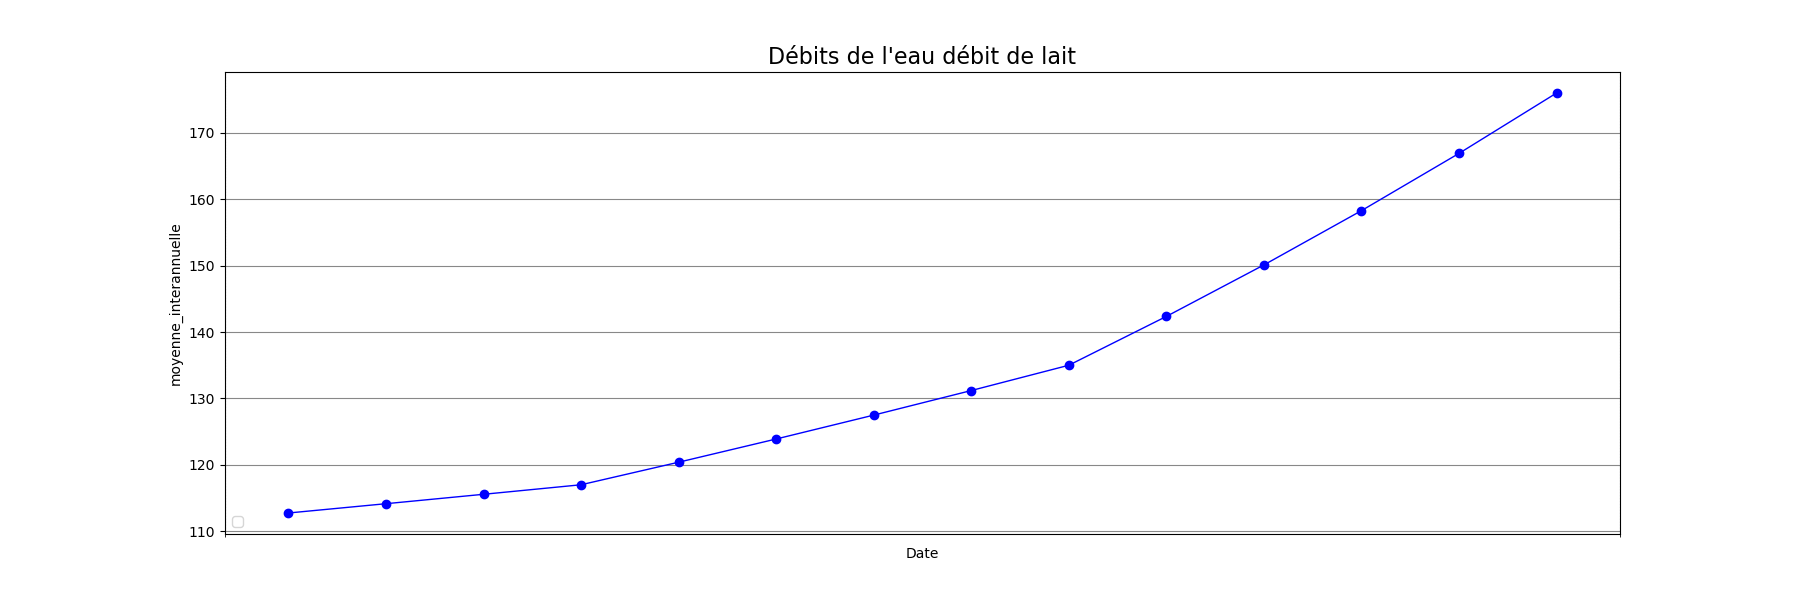 Débits de l'eau débit de lait
170
160
150
140
130
120
110
moyenne_interannuelle
Date